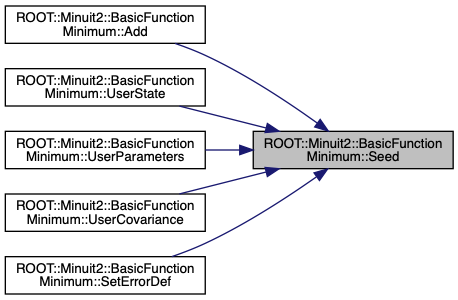 ROOT::Minuit2::BasicFunction
Minimum::Add
ROOT::Minuit2::BasicFunction
Minimum::UserState
ROOT::Minuit2::BasicFunction
Minimum::UserParameters
ROOT::Minuit2::BasicFunction
Minimum::UserCovariance
ROOT::Minuit2::BasicFunction
Minimum::SetErrorDef
ROOT::Minuit2::BasicFunction
Minimum::Seed